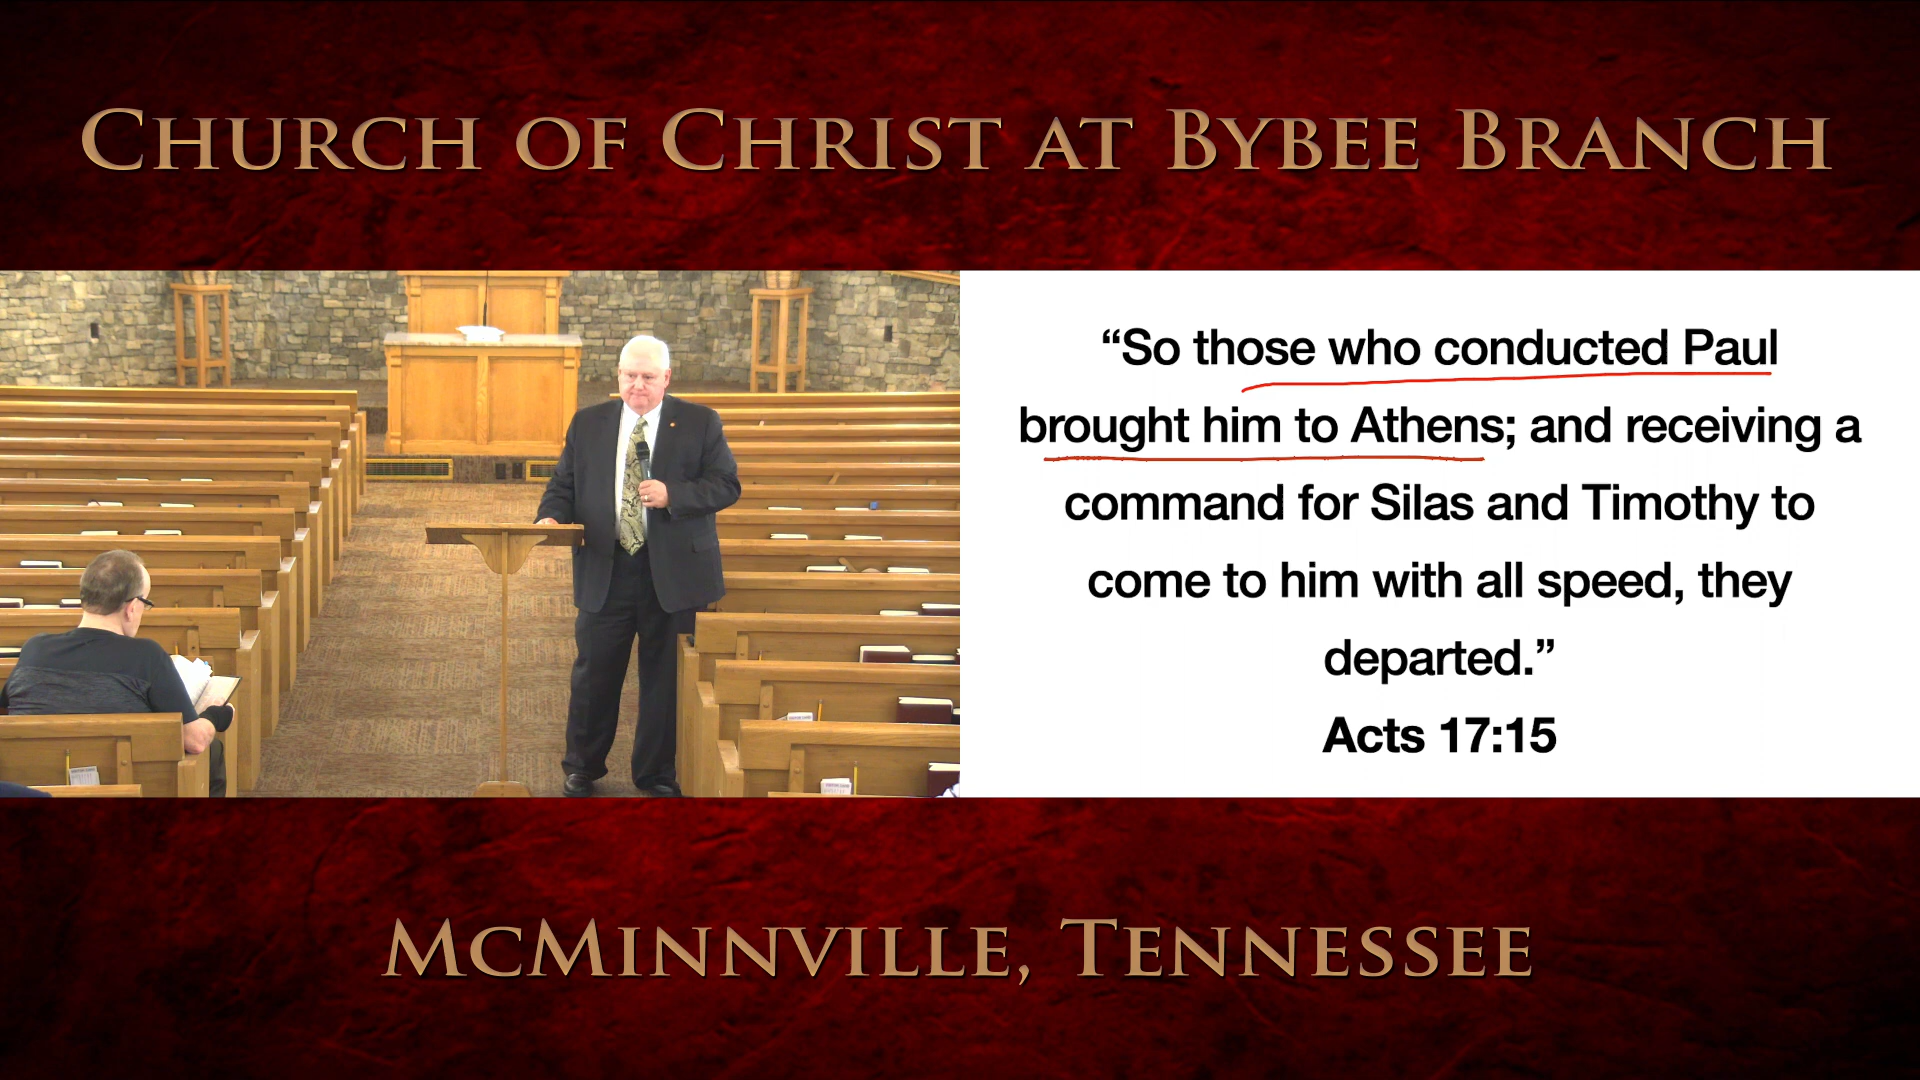 CHURCH OF CHRIST AT BYBEE BRANCH
“So those who conducted Paul
brought him to Athens; and receiving a
command for Silas and Timothy to
come to him with all speed, they
departed.”
Acts 17:15
MCMINNVILLE, TENNESSEE